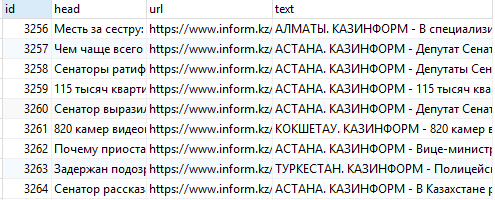 id head url text
3256 Месть за сестру: https://www.inform.kz/ АЛМАТЫ. КАЗИНФОРМ - В специализи
3257 Чем чаще всего https://www.inform.kz/ АСТАНА. КАЗИНФОРМ - Депутат Сенат
3258 Сенаторы ратиф https://www.inform.kz/ АСТАНА. КАЗИНФОРМ - Депутаты Сен
3259 115 тысяч кварти https://www.inform.kz/ АСТАНА. КАЗИНФОРМ - 115 тысяч ква
3260 Сенатор вырази https://www.inform.kz/ АСТАНА. КАЗИНФОРМ - Депутат Сенат
3261 820 камер видео https://www.inform.kz/ КОКШЕТАУ. КАЗИНФОРМ - 820 камер в
3262 Почему приоста https://www.inform.kz/ АСТАНА. КАЗИНФОРМ - Вице-министр
3263 Задержан подоз https://www.inform.kz/ ТУРКЕСТАН. КАЗИНФОРМ - Полицейс
3264 Сенатор рассказ https://www.inform.kz/ АСТАНА. КАЗИНФОРМ - В Казахстане р